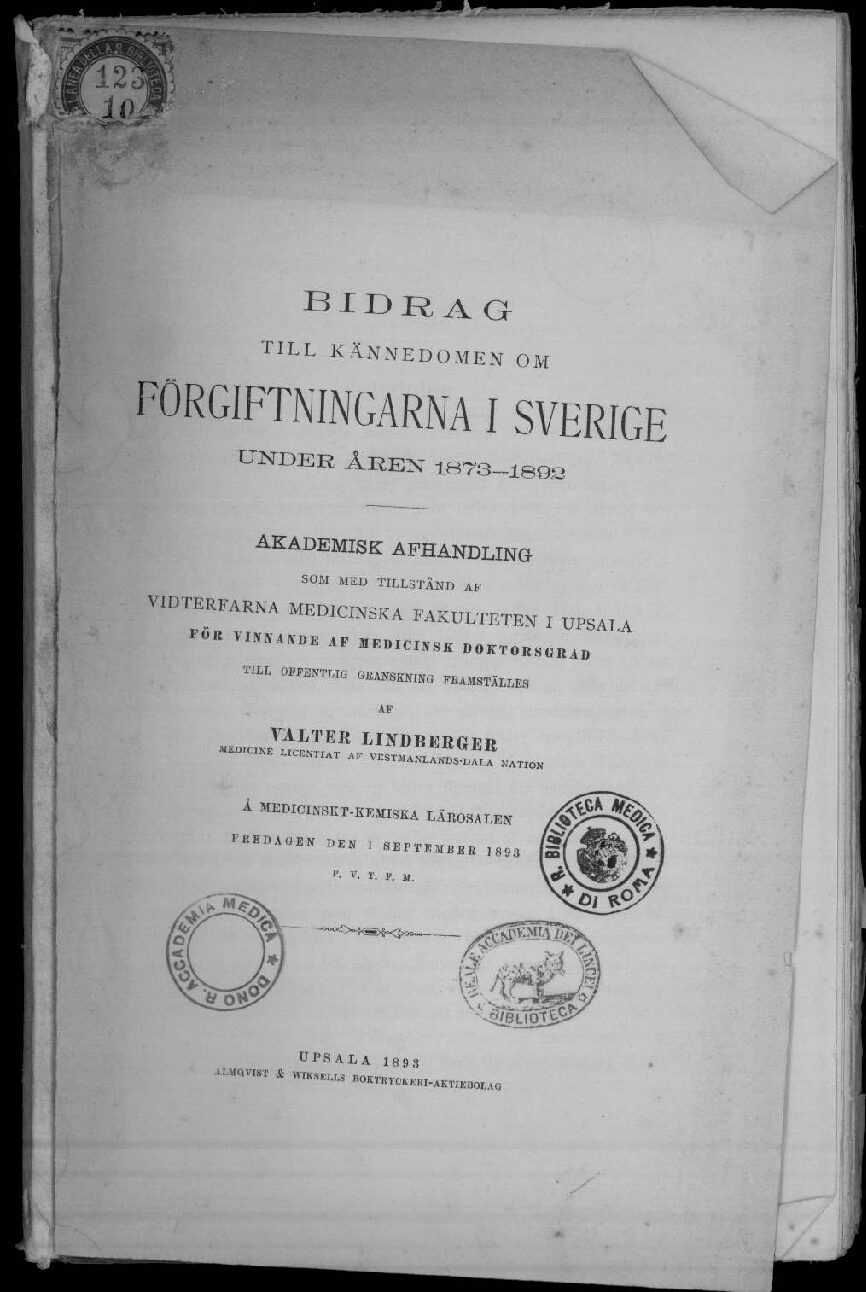 MISCELLANEA DELLA R. BIBLIOTECA
123
10
BIDRAG
TILL KÄNNEDOMEN OM
FÖRGIFTNINGARNA I SVERIGE
UNDER ÅREN 1873–1892
AKADEMISK AFHANDLING
SOM MED TILLSTÅND AF
VIDTERFARNA MEDICINSKA FAKULTETEN I UPSALA
FÖR VINNANDE AF MEDICINSK DOKTORSGRAD
TILL OFFENTLIG GRANSKNING FRAMSTÄLLES
AF
VALTER LINDBERGER
MEDICINE LICENTIAT AF VESTMANLANDS-DALA NATION
Å MEDICINSKT-KEMISKA LÄROSALEN
FREDAGEN DEN 1 SEPTEMBER 1893
P. V. T. F. M.
R. BIBLIOTECA MEDICA
DI ROMA
DONO R. ACCADEMIA MEDICA
REALE ACCADEMIA DEI LINCEI
BIBLIOTECA
UPSALA 1893
ALMQVIST & WIKSELLS BOKTRYCKERI-AKTIEBOLAG